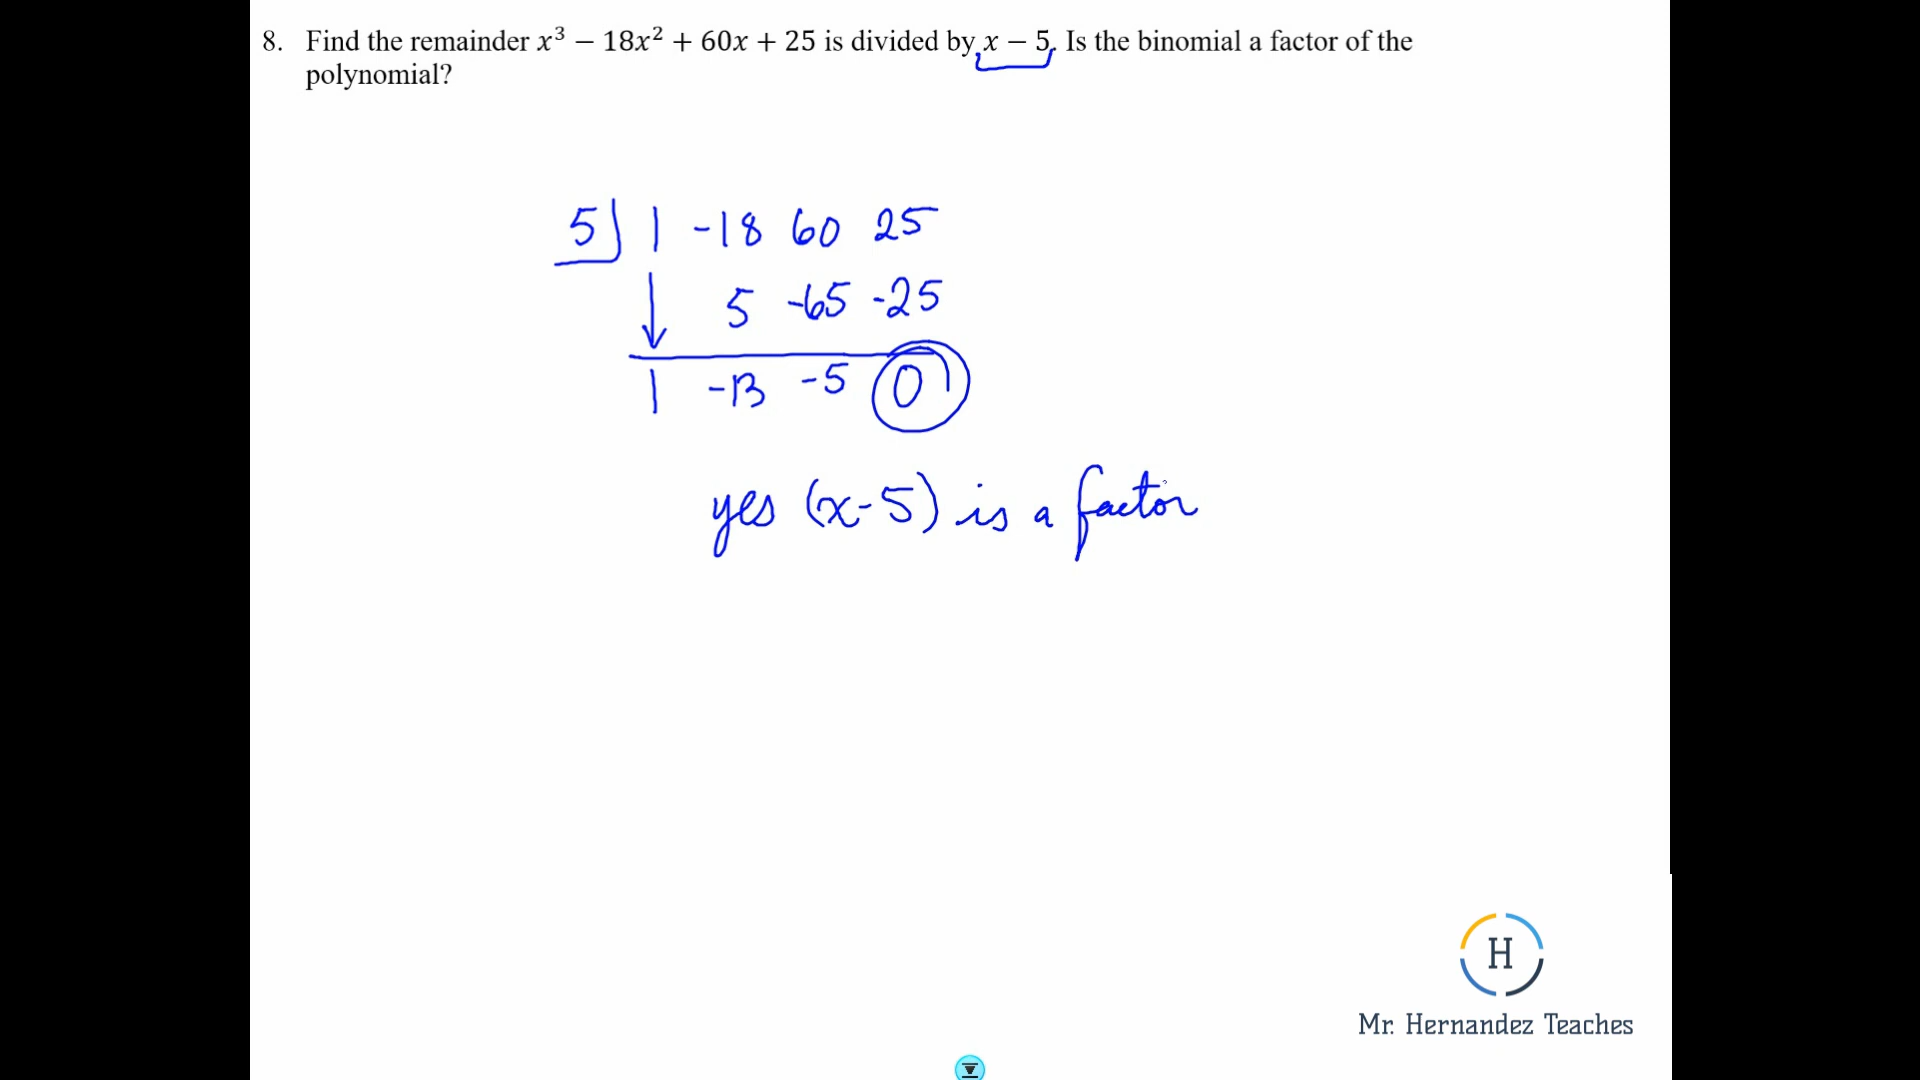 8. Find the remainder x³ − 18x² + 60x + 25 is divided by x − 5. Is the binomial a factor of the
polynomial?
5 1 -18 60 25
5 -65 -25
1 -13 -5 0
yes (x-5) is a factor
H
Mr. Hernandez Teaches